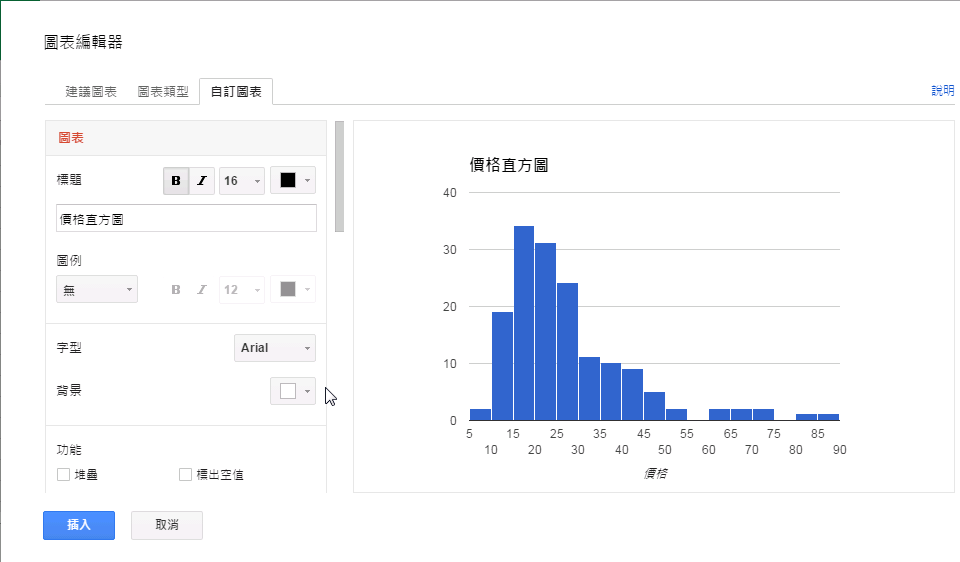 圖表編輯器
建議圖表 圖表類型 自訂圖表 說明
圖表
標題 B I 16
價格直方圖
圖例
無 B I 12
字型 Arial
背景
功能
堆疊 標出空值
插入 取消
價格直方圖
40
30
20
10
0
5 15 25 35 45 55 65 75 85
10 20 30 40 50 60 70 80 90
價格